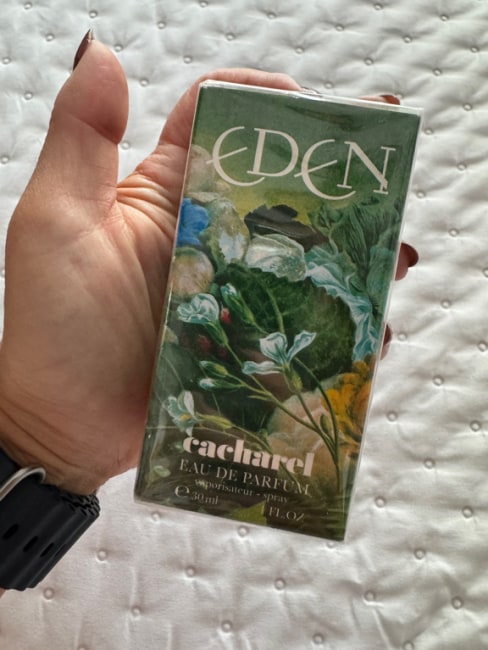 EDEN
cacharel
EAU DE PARFUM
vaporisateur - spray
℮ 30 ml 1 FL.OZ